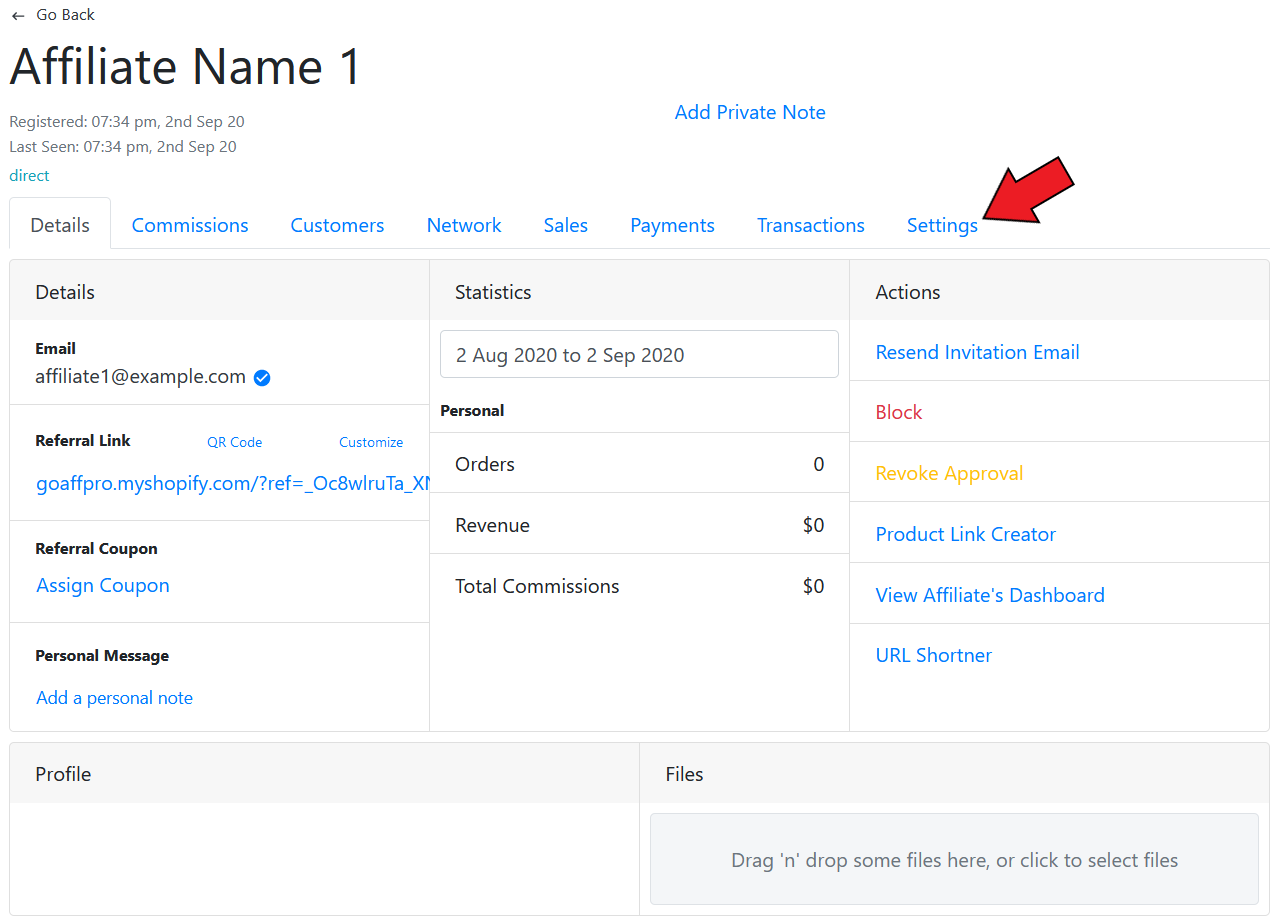 ← Go Back
Affiliate Name 1
Registered: 07:34 pm, 2nd Sep 20
Add Private Note
Last Seen: 07:34 pm, 2nd Sep 20
direct
Details Commissions Customers Network Sales Payments Transactions Settings
Details
Email
affiliate1@example.com
Referral Link QR Code Customize
goaffpro.myshopify.com/?ref=_Oc8wlruTa_XN
Referral Coupon
Assign Coupon
Personal Message
Add a personal note
Statistics
2 Aug 2020 to 2 Sep 2020
Personal
Orders 0
Revenue $0
Total Commissions $0
Actions
Resend Invitation Email
Block
Revoke Approval
Product Link Creator
View Affiliate's Dashboard
URL Shortner
Profile
Files
Drag 'n' drop some files here, or click to select files